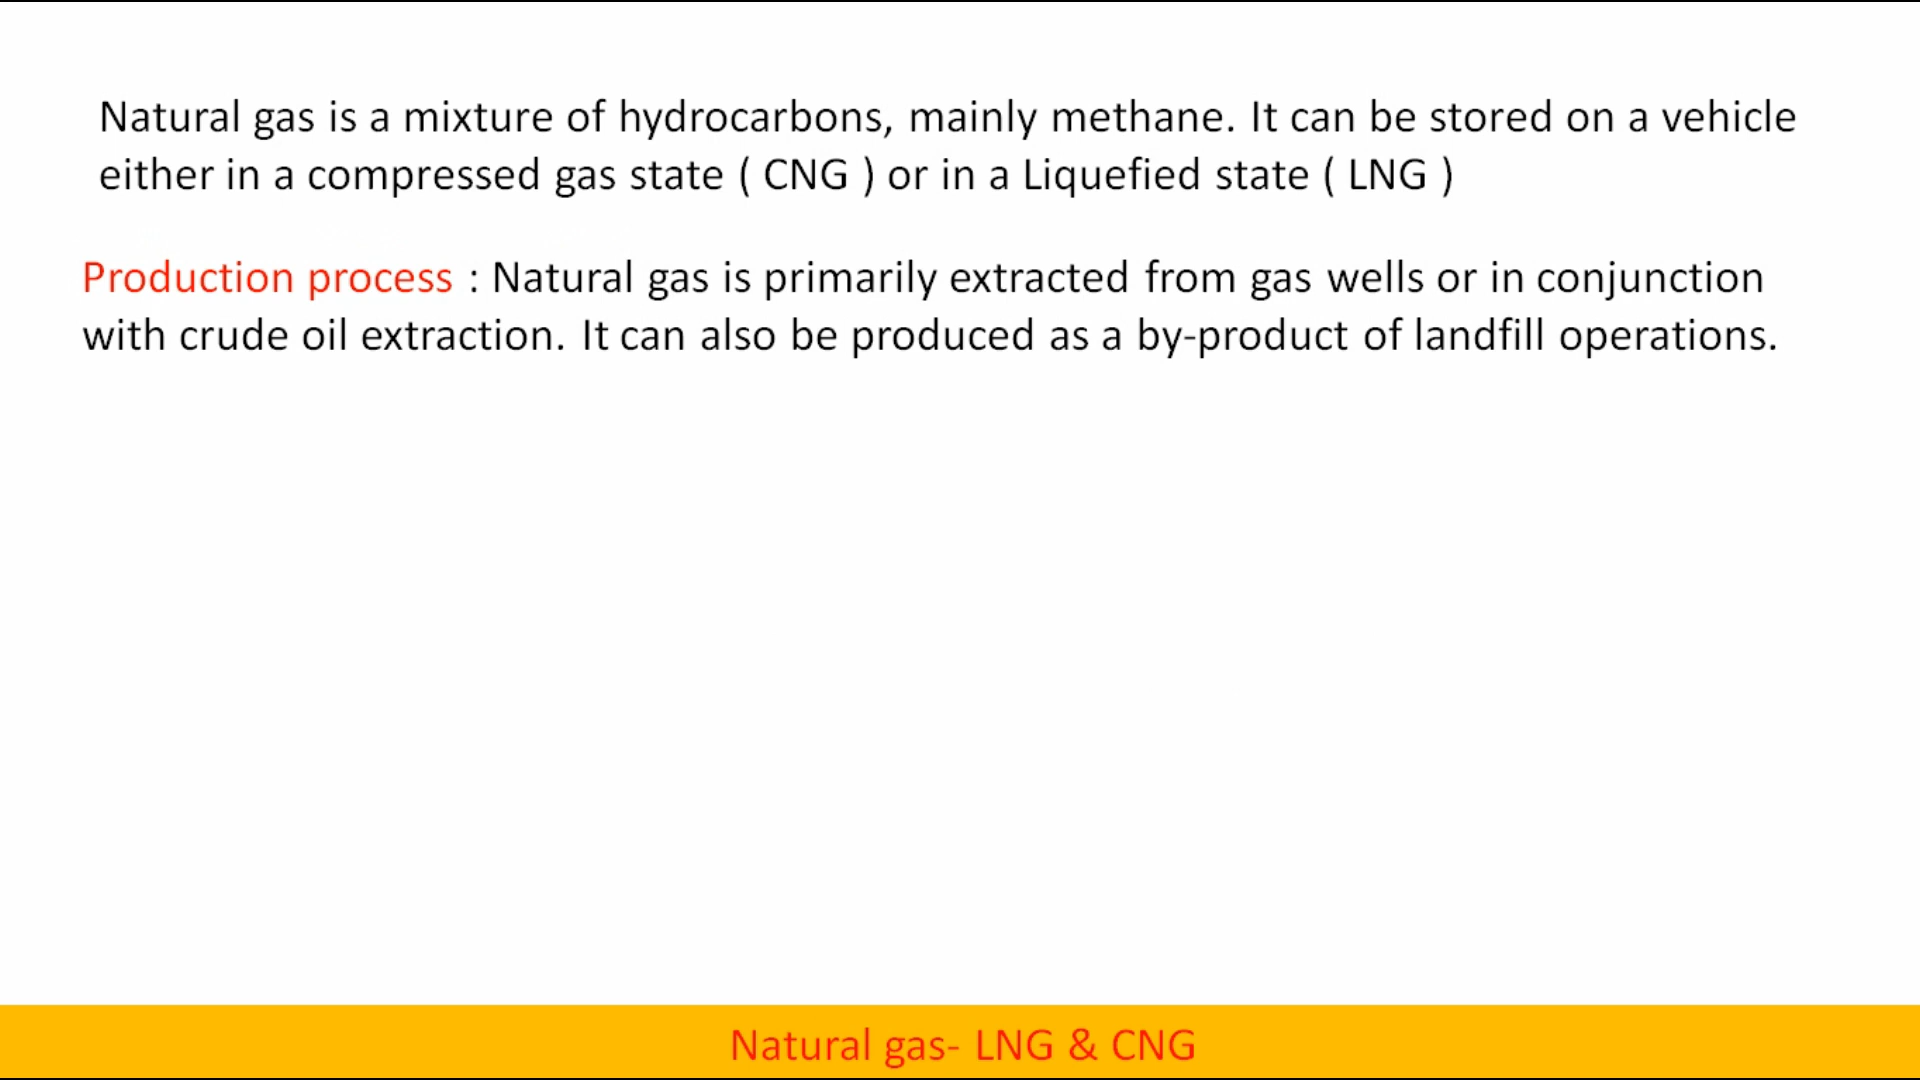 Natural gas is a mixture of hydrocarbons, mainly methane. It can be stored on a vehicle
either in a compressed gas state ( CNG ) or in a Liquefied state ( LNG )
Production process : Natural gas is primarily extracted from gas wells or in conjunction
with crude oil extraction. It can also be produced as a by-product of landfill operations.
Natural gas- LNG & CNG